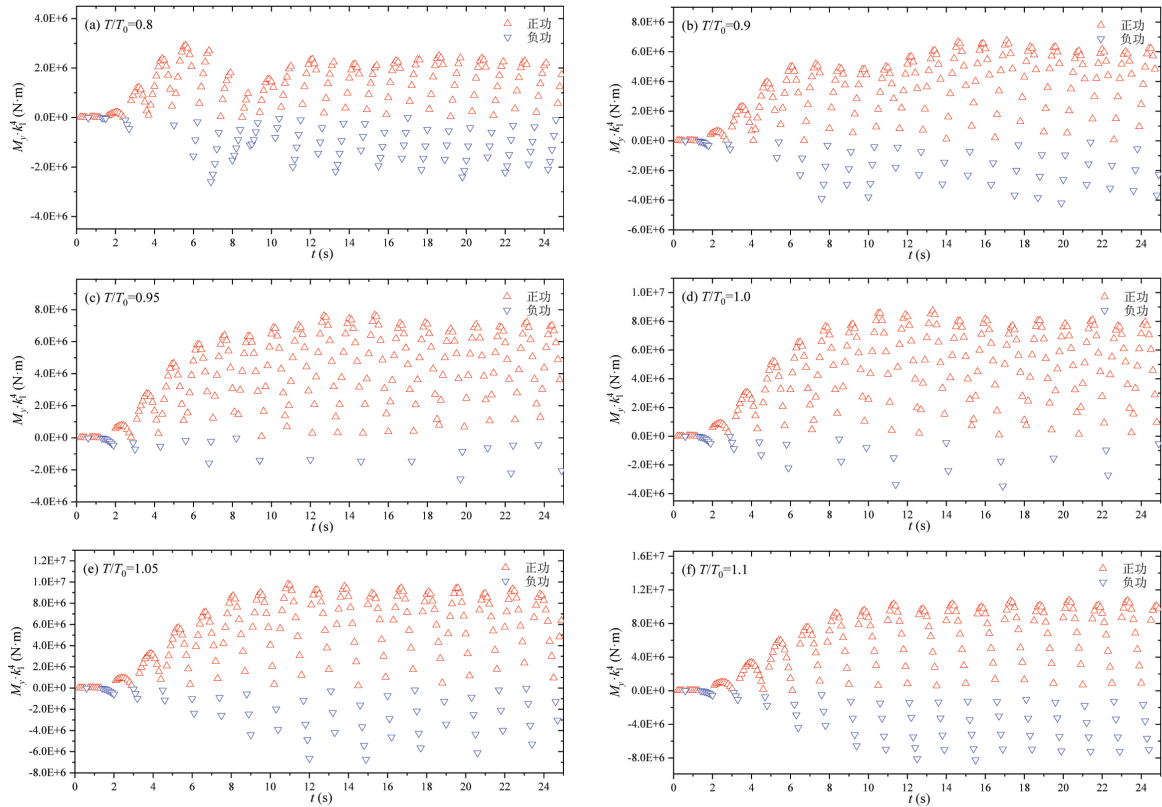 (a) T/T₀=0.8
正功
负功
4.0E+6
2.0E+6
0.0E+0
-2.0E+6
-4.0E+6
My·k₁⁴ (N·m)
0 2 4 6 8 10 12 14 16 18 20 22 24
t (s)
(b) T/T₀=0.9
正功
负功
8.0E+6
6.0E+6
4.0E+6
2.0E+6
0.0E+0
-2.0E+6
-4.0E+6
-6.0E+6
My·k₁⁴ (N·m)
0 2 4 6 8 10 12 14 16 18 20 22 24
t (s)
(c) T/T₀=0.95
正功
负功
8.0E+6
6.0E+6
4.0E+6
2.0E+6
0.0E+0
-2.0E+6
-4.0E+6
My·k₁⁴ (N·m)
0 2 4 6 8 10 12 14 16 18 20 22 24
t (s)
(d) T/T₀=1.0
正功
负功
1.0E+7
8.0E+6
6.0E+6
4.0E+6
2.0E+6
0.0E+0
-2.0E+6
-4.0E+6
My·k₁⁴ (N·m)
0 2 4 6 8 10 12 14 16 18 20 22 24
t (s)
(e) T/T₀=1.05
正功
负功
1.2E+7
1.0E+7
8.0E+6
6.0E+6
4.0E+6
2.0E+6
0.0E+0
-2.0E+6
-4.0E+6
-6.0E+6
-8.0E+6
My·k₁⁴ (N·m)
0 2 4 6 8 10 12 14 16 18 20 22 24
t (s)
(f) T/T₀=1.1
正功
负功
1.6E+7
1.2E+7
8.0E+6
4.0E+6
0.0E+0
-4.0E+6
-8.0E+6
My·k₁⁴ (N·m)
0 2 4 6 8 10 12 14 16 18 20 22 24
t (s)